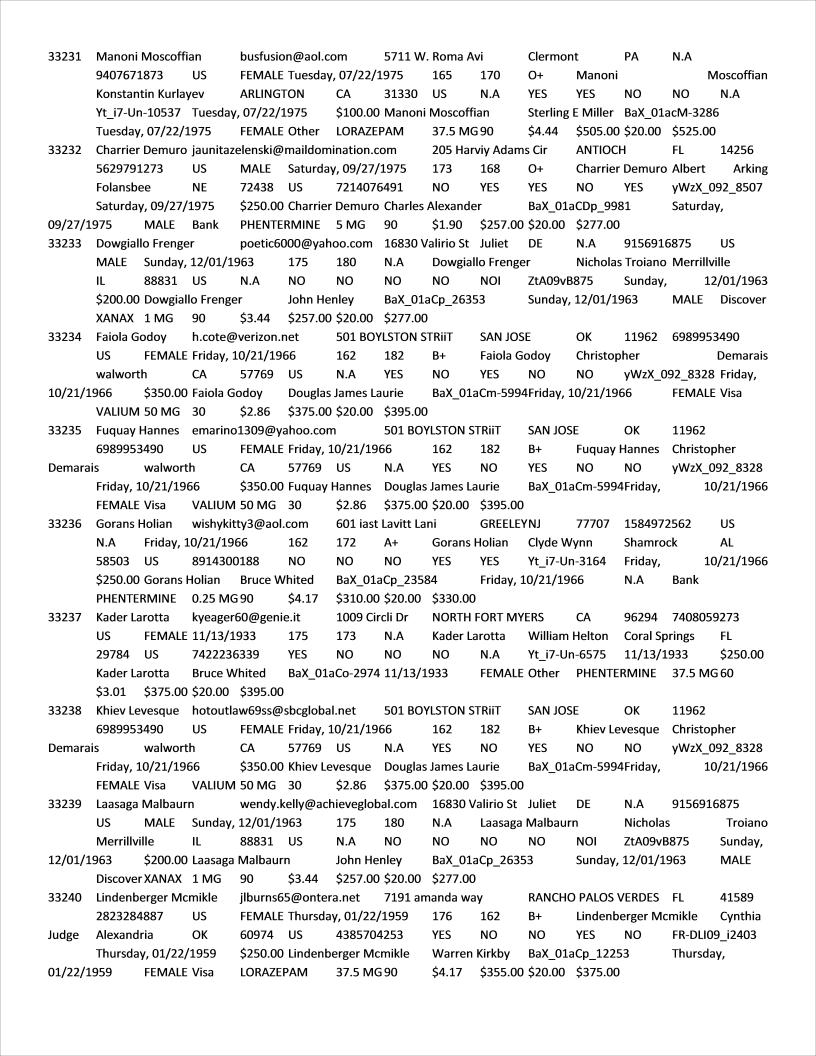 33231 Manoni Moscoffian busfusion@aol.com 5711 W. Roma Avi Clermont PA N.A
9407671873 US FEMALE Tuesday, 07/22/1975 165 170 O+ Manoni Moscoffian
Konstantin Kurlayev ARLINGTON CA 31330 US N.A YES YES NO NO N.A
Yt_i7-Un-10537 Tuesday, 07/22/1975 $100.00 Manoni Moscoffian Sterling E Miller BaX_01acM-3286
Tuesday, 07/22/1975 FEMALE Other LORAZEPAM 37.5 MG 90 $4.44 $505.00 $20.00 $525.00
33232 Charrier Demuro jaunitazelenski@maildomination.com 205 Harviy Adams Cir ANTIOCH FL 14256
5629791273 US MALE Saturday, 09/27/1975 173 168 O+ Charrier Demuro Albert Arking
Folansbee NE 72438 US 7214076491 NO YES YES NO YES yWzX_092_8507
Saturday, 09/27/1975 $250.00 Charrier Demuro Charles Alexander BaX_01aCDp_9981 Saturday,
09/27/1975 MALE Bank PHENTERMINE 5 MG 90 $1.90 $257.00 $20.00 $277.00
33233 Dowgiallo Frenger poetic6000@yahoo.com 16830 Valirio St Juliet DE N.A 9156916875 US
MALE Sunday, 12/01/1963 175 180 N.A Dowgiallo Frenger Nicholas Troiano Merrillville
IL 88831 US N.A NO NO NO NO NOI ZtA09vB875 Sunday, 12/01/1963
$200.00 Dowgiallo Frenger John Henley BaX_01aCp_26353 Sunday, 12/01/1963 MALE Discover
XANAX 1 MG 90 $3.44 $257.00 $20.00 $277.00
33234 Faiola Godoy h.cote@verizon.net 501 BOYLSTON STRiiT SAN JOSE OK 11962 6989953490
US FEMALE Friday, 10/21/1966 162 182 B+ Faiola Godoy Christopher Demarais
walworth CA 57769 US N.A YES NO YES NO NO yWzX_092_8328 Friday,
10/21/1966 $350.00 Faiola Godoy Douglas James Laurie BaX_01aCm-5994Friday, 10/21/1966 FEMALE Visa
VALIUM 50 MG 30 $2.86 $375.00 $20.00 $395.00
33235 Fuquay Hannes emarino1309@yahoo.com 501 BOYLSTON STRiiT SAN JOSE OK 11962
6989953490 US FEMALE Friday, 10/21/1966 162 182 B+ Fuquay Hannes Christopher
Demarais walworth CA 57769 US N.A YES NO YES NO NO yWzX_092_8328
Friday, 10/21/1966 $350.00 Fuquay Hannes Douglas James Laurie BaX_01aCm-5994Friday, 10/21/1966
FEMALE Visa VALIUM 50 MG 30 $2.86 $375.00 $20.00 $395.00
33236 Gorans Holian wishykitty3@aol.com 601 iast Lavitt Lani GREELEYNJ 77707 1584972562 US
N.A Friday, 10/21/1966 162 172 A+ Gorans Holian Clyde Wynn Shamrock AL
58503 US 8914300188 NO NO NO YES YES Yt_i7-Un-3164 Friday, 10/21/1966
$250.00 Gorans Holian Bruce Whited BaX_01aCp_23584 Friday, 10/21/1966 N.A Bank
PHENTERMINE 0.25 MG 90 $4.17 $310.00 $20.00 $330.00
33237 Kader Larotta kyeager60@genie.it 1009 Circli Dr NORTH FORT MYERS CA 96294 7408059273
US FEMALE 11/13/1933 175 173 N.A Kader Larotta William Helton Coral Springs FL
29784 US 7422236339 YES NO NO NO N.A Yt_i7-Un-6575 11/13/1933 $250.00
Kader Larotta Bruce Whited BaX_01aCo-2974 11/13/1933 FEMALE Other PHENTERMINE 37.5 MG 60
$3.01 $375.00 $20.00 $395.00
33238 Khiev Levesque hotoutlaw69ss@sbcglobal.net 501 BOYLSTON STRiiT SAN JOSE OK 11962
6989953490 US FEMALE Friday, 10/21/1966 162 182 B+ Khiev Levesque Christopher
Demarais walworth CA 57769 US N.A YES NO YES NO NO yWzX_092_8328
Friday, 10/21/1966 $350.00 Khiev Levesque Douglas James Laurie BaX_01aCm-5994Friday, 10/21/1966
FEMALE Visa VALIUM 50 MG 30 $2.86 $375.00 $20.00 $395.00
33239 Laasaga Malbaurn wendy.kelly@achieveglobal.com 16830 Valirio St Juliet DE N.A 9156916875
US MALE Sunday, 12/01/1963 175 180 N.A Laasaga Malbaurn Nicholas Troiano
Merrillville IL 88831 US N.A NO NO NO NO NOI ZtA09vB875 Sunday,
12/01/1963 $200.00 Laasaga Malbaurn John Henley BaX_01aCp_26353 Sunday, 12/01/1963 MALE
Discover XANAX 1 MG 90 $3.44 $257.00 $20.00 $277.00
33240 Lindenberger Mcmikle jlburns65@ontera.net 7191 amanda way RANCHO PALOS VERDES FL 41589
2823284887 US FEMALE Thursday, 01/22/1959 176 162 B+ Lindenberger Mcmikle Cynthia
Judge Alexandria OK 60974 US 4385704253 YES NO NO YES NO FR-DLI09_i2403
Thursday, 01/22/1959 $250.00 Lindenberger Mcmikle Warren Kirkby BaX_01aCp_12253 Thursday,
01/22/1959 FEMALE Visa LORAZEPAM 37.5 MG 90 $4.17 $355.00 $20.00 $375.00